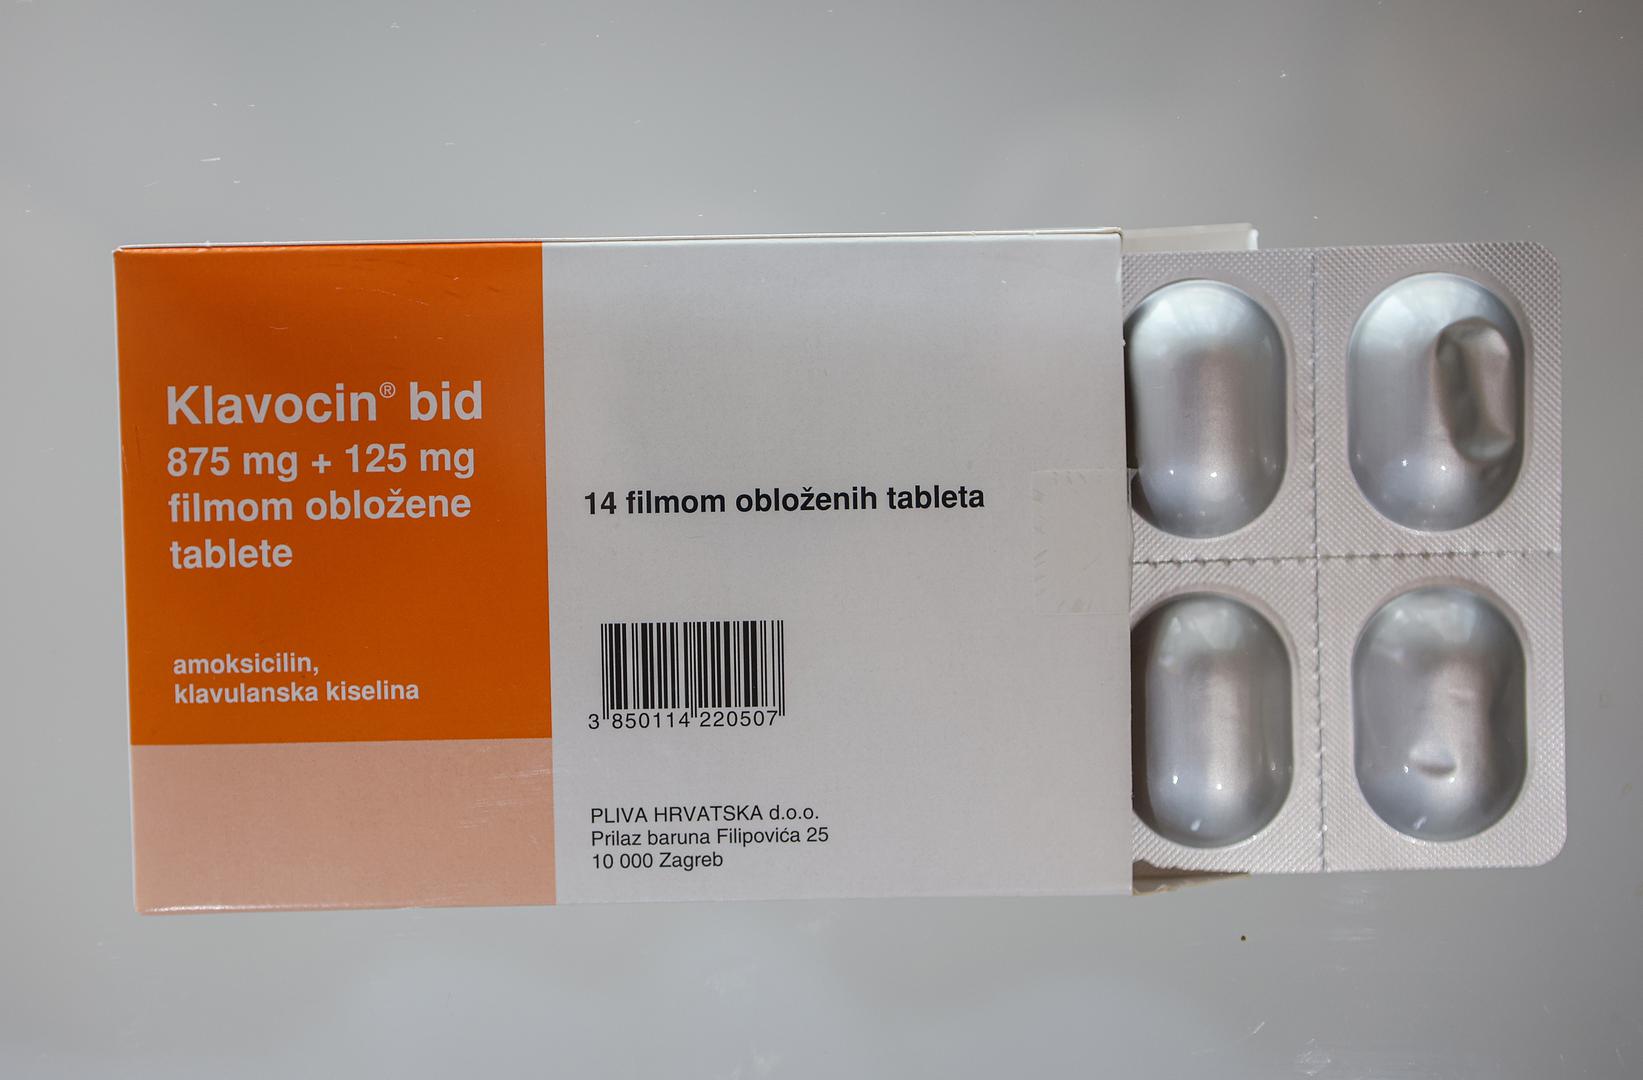 Klavocin® bid
875 mg + 125 mg
filmom obložene
tablete
amoksicilin,
klavulanska kiselina
14 filmom obloženih tableta
3 850114 220507
PLIVA HRVATSKA d.o.o.
Prilaz baruna Filipovića 25
10 000 Zagreb